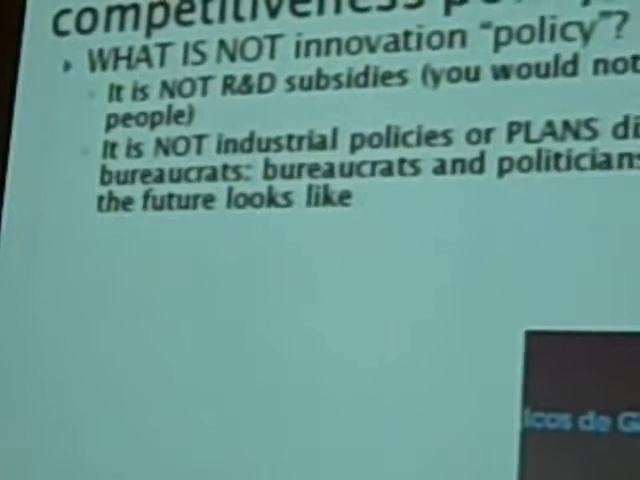 competitiveness
WHAT IS NOT innovation "policy"?
It is NOT R&D subsidies (you would not
people)
It is NOT industrial policies or PLANS
bureaucrats: bureaucrats and politicians
the future looks like
icos de